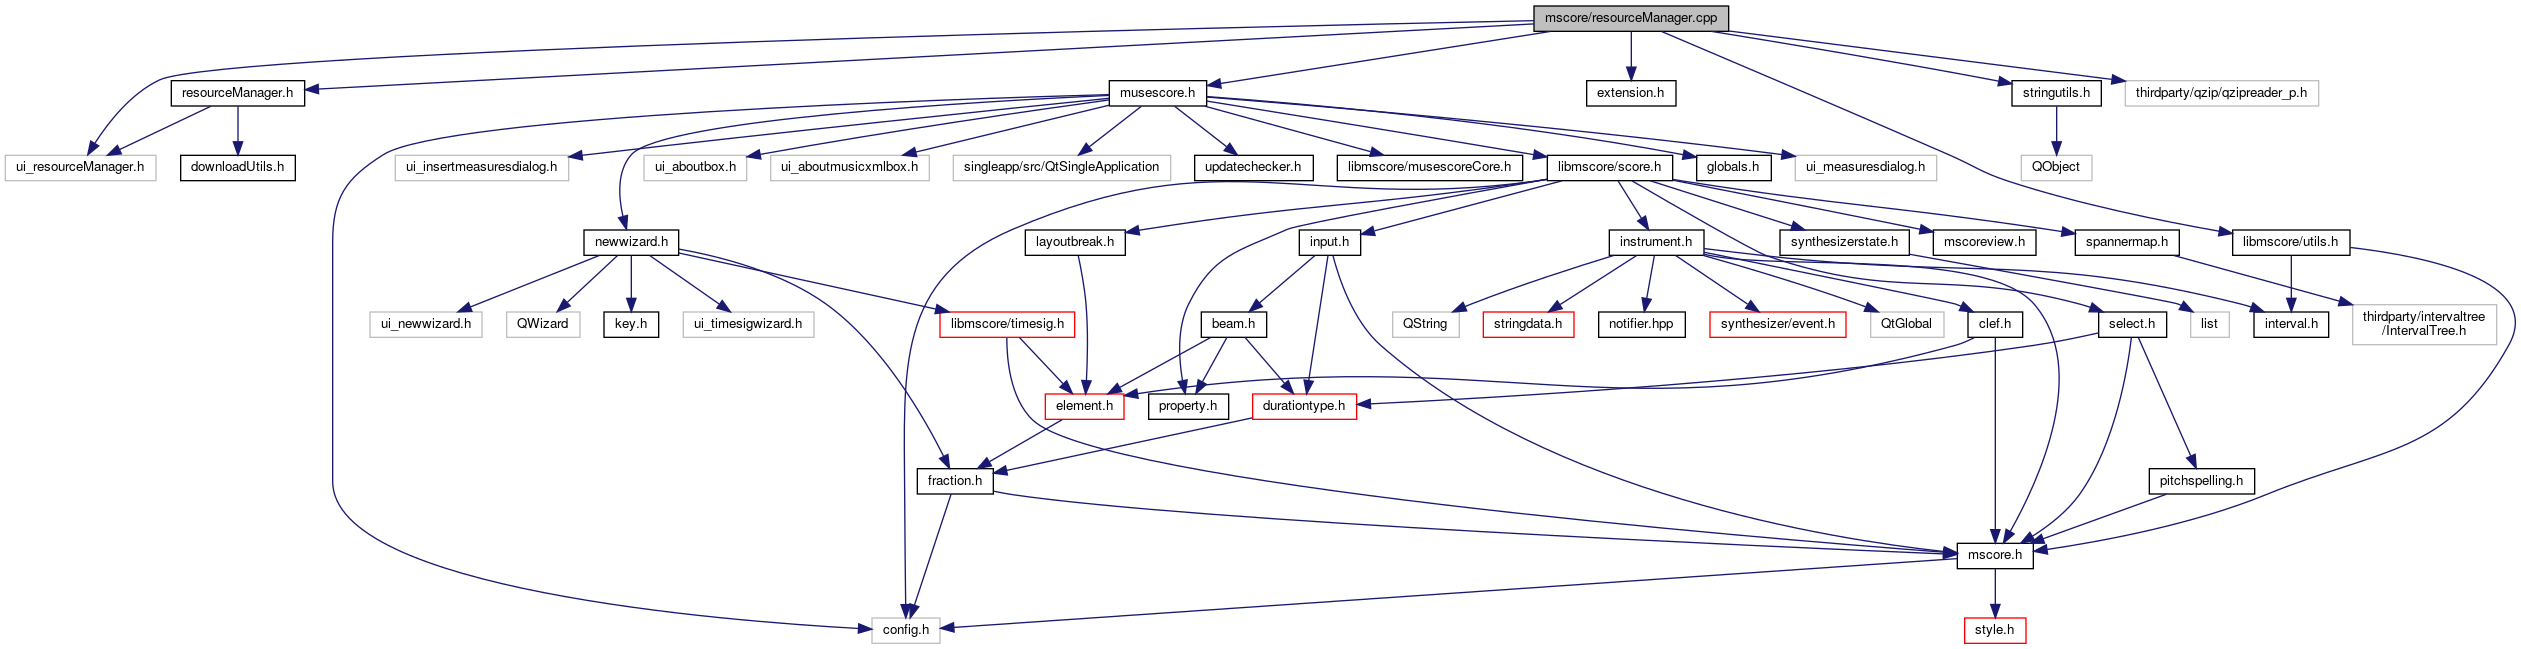 mscore/resourceManager.cpp
resourceManager.h
musescore.h
extension.h
stringutils.h
thirdparty/qzip/qzipreader_p.h
ui_resourceManager.h
downloadUtils.h
ui_insertmeasuresdialog.h
ui_aboutbox.h
ui_aboutmusicxmlbox.h
singleapp/src/QtSingleApplication
updatechecker.h
libmscore/musescoreCore.h
libmscore/score.h
globals.h
ui_measuresdialog.h
QObject
newwizard.h
layoutbreak.h
input.h
instrument.h
synthesizerstate.h
mscoreview.h
spannermap.h
libmscore/utils.h
ui_newwizard.h
QWizard
key.h
ui_timesigwizard.h
libmscore/timesig.h
beam.h
QString
stringdata.h
notifier.hpp
synthesizer/event.h
QtGlobal
clef.h
select.h
list
interval.h
thirdparty/intervaltree
/IntervalTree.h
element.h
property.h
durationtype.h
fraction.h
pitchspelling.h
mscore.h
config.h
style.h